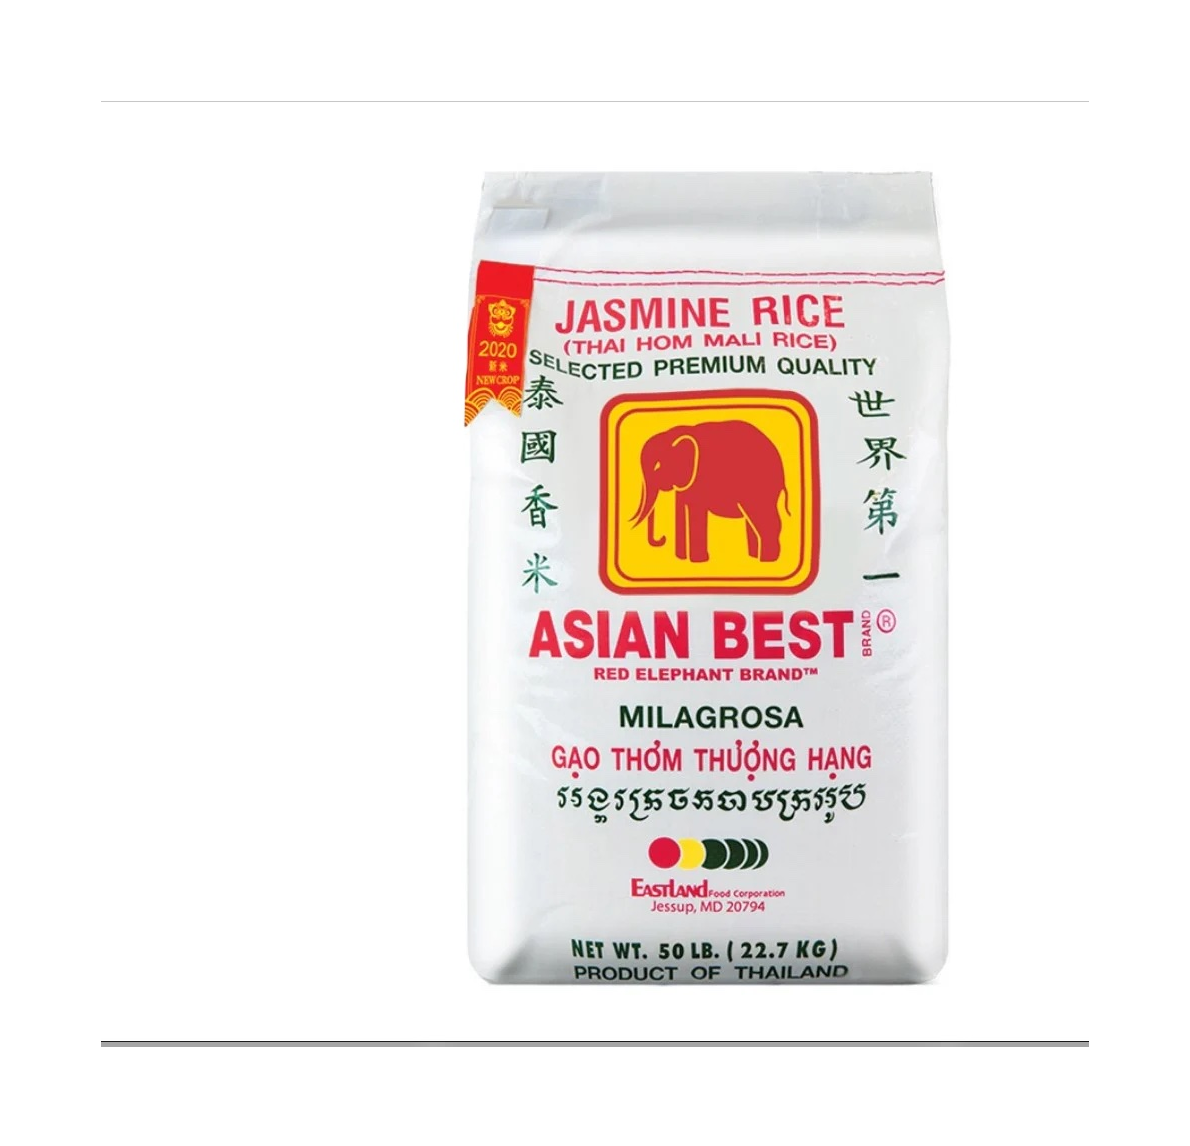 JASMINE RICE
(THAI HOM MALI RICE)
SELECTED PREMIUM QUALITY
2020
新米
NEW CROP
泰國香米
世界第一
ASIAN BEST BRAND ®
RED ELEPHANT BRAND™
MILAGROSA
GẠO THƠM THƯỢNG HẠNG
EASTLAND Food Corporation
Jessup, MD 20794
NET WT. 50 LB. (22.7 KG)
PRODUCT OF THAILAND